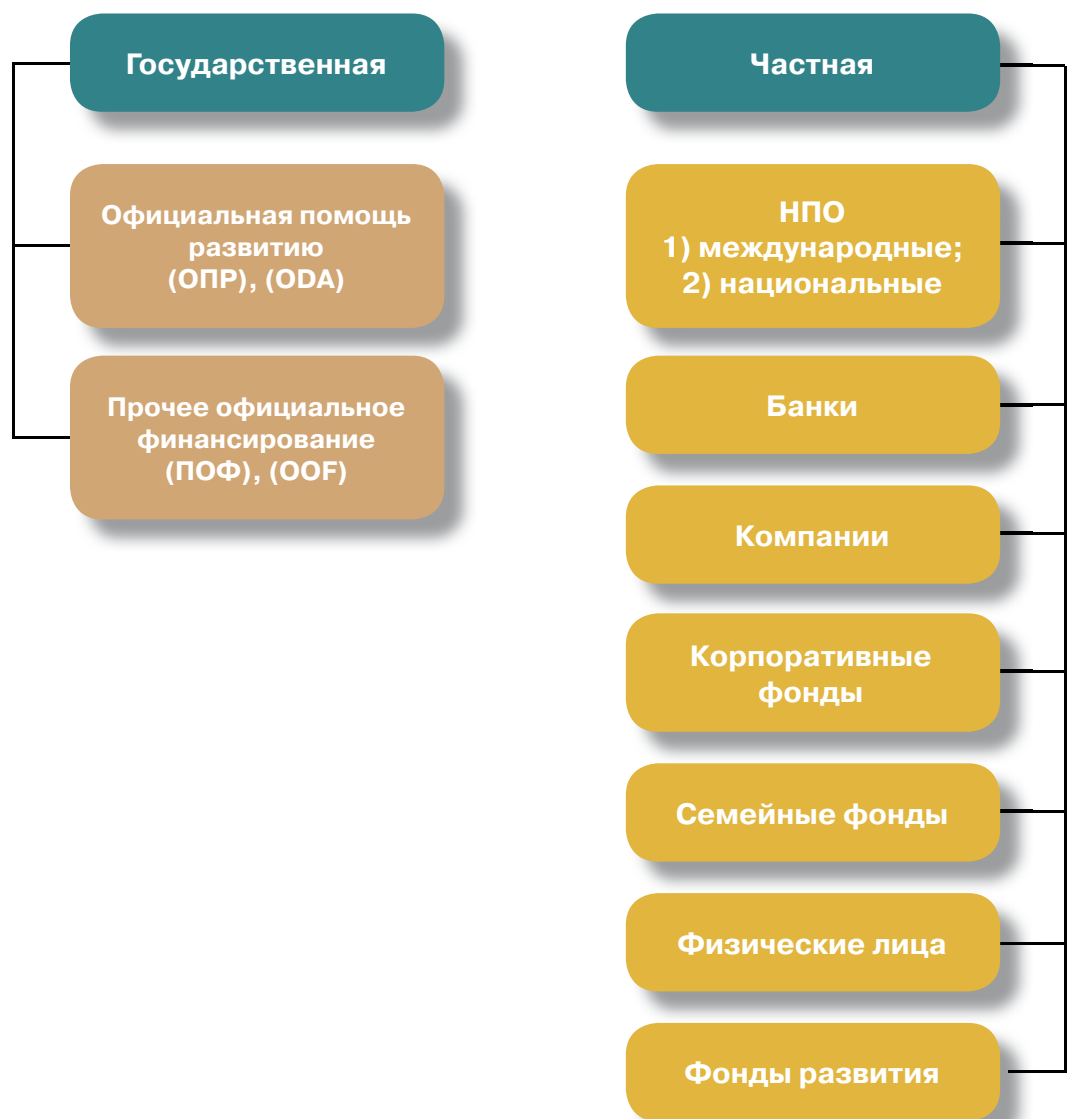 Государственная
Официальная помощь
развитию
(ОПР), (ODA)
Прочее официальное
финансирование
(ПОФ), (OOF)
Частная
НПО
1) международные;
2) национальные
Банки
Компании
Корпоративные
фонды
Семейные фонды
Физические лица
Фонды развития